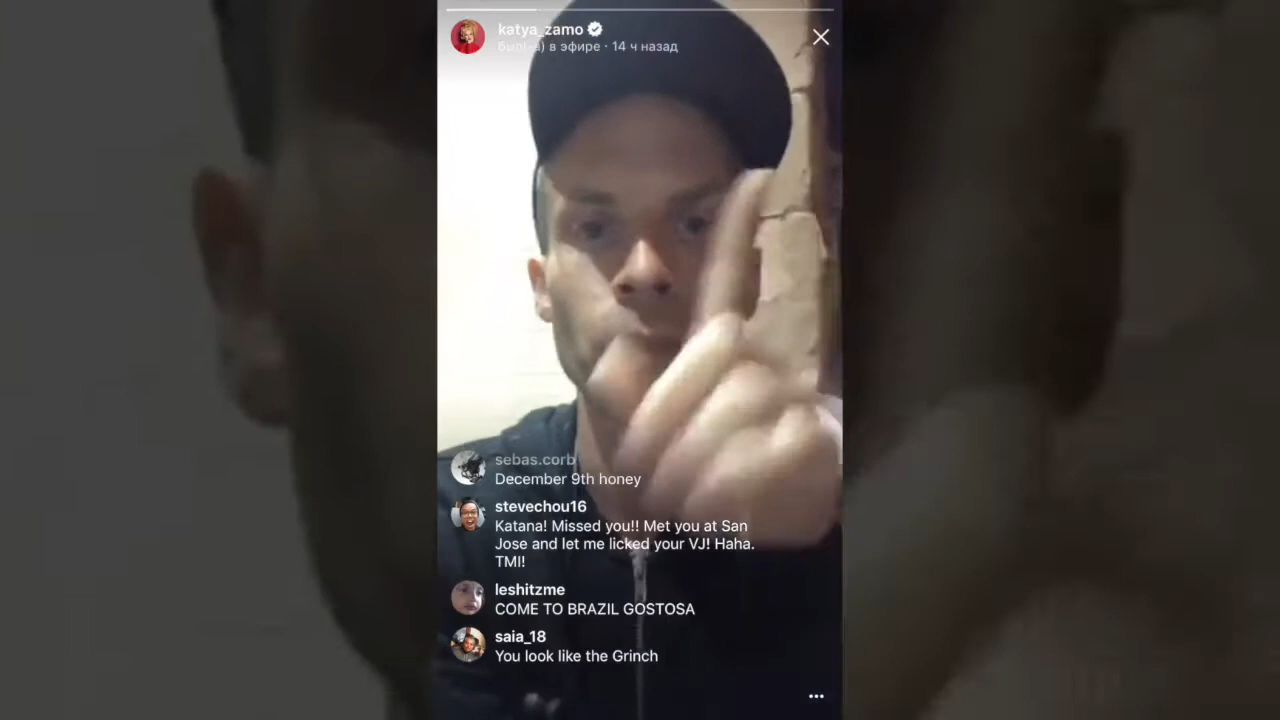 katya_zamo
был(-а) в эфире · 14 ч назад
sebas.corb
December 9th honey
stevechou16
Katana! Missed you!! Met you at San
Jose and let me licked your VJ! Haha.
TMI!
leshitzme
COME TO BRAZIL GOSTOSA
saia_18
You look like the Grinch